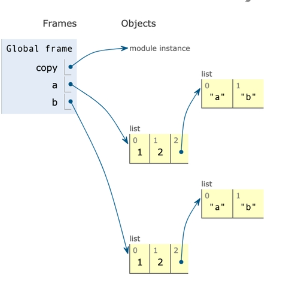 Frames Objects
Global frame
copy
module instance
a
b
list
0 1
"a" "b"
list
0 1 2
1 2
list
0 1
"a" "b"
list
0 1 2
1 2